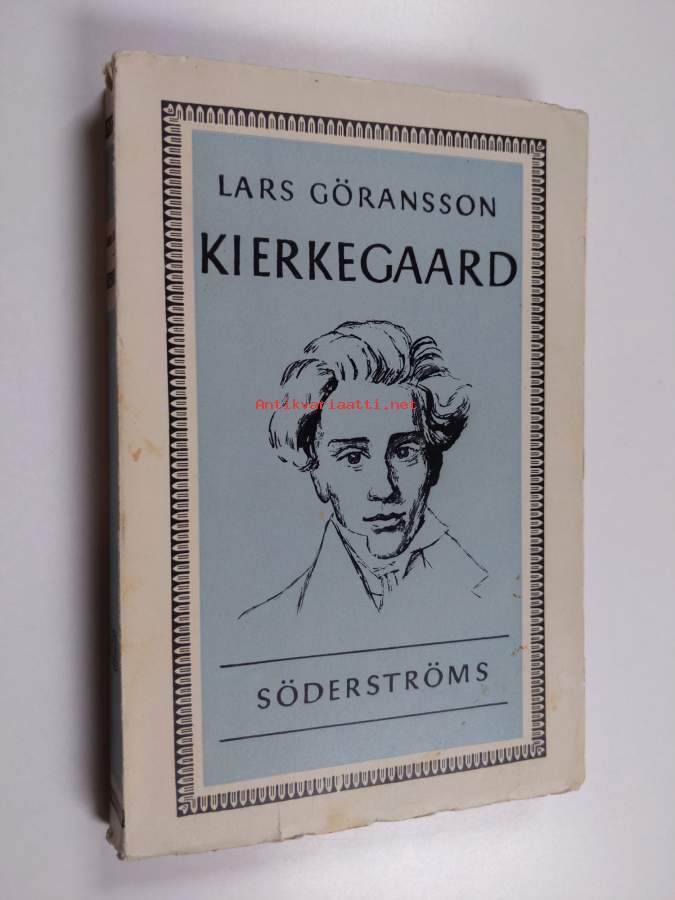 LARS GÖRANSSON
KIERKEGAARD
Antikvariaatti.net
SÖDERSTRÖMS